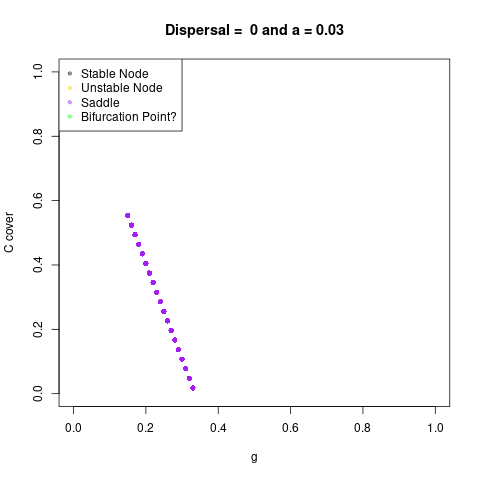 Dispersal =  0 and a = 0.03
Stable Node
Unstable Node
Saddle
Bifurcation Point?
C cover
1.0
0.8
0.6
0.4
0.2
0.0
0.0 0.2 0.4 0.6 0.8 1.0
g